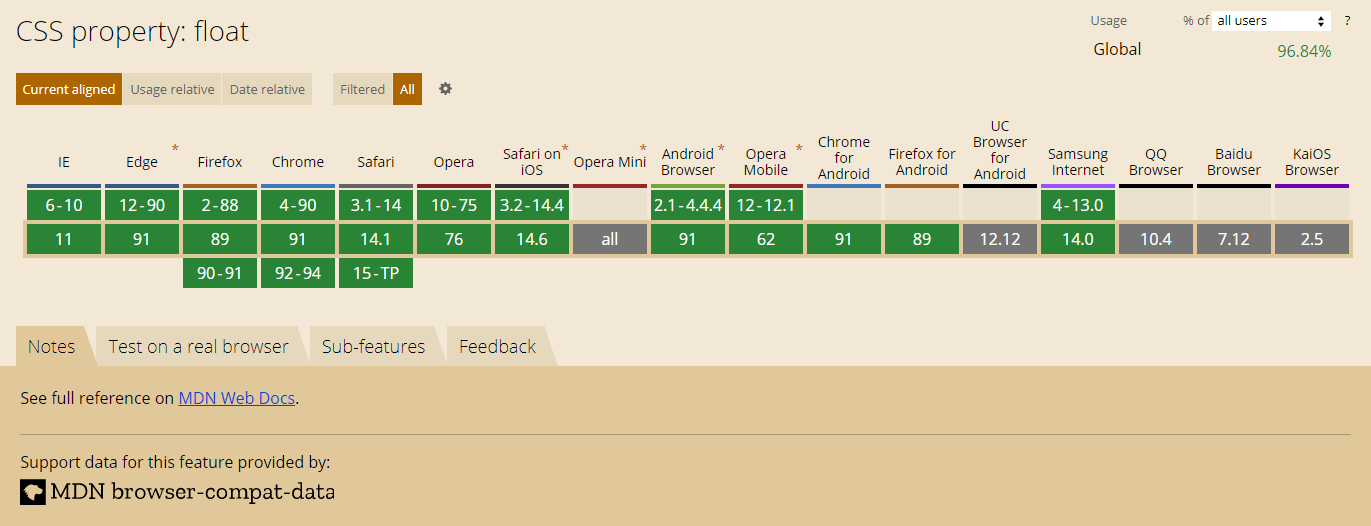 CSS property: float
Usage % of all users ?
Global 96.84%
Current aligned Usage relative Date relative Filtered All
IE Edge * Firefox Chrome Safari Opera Safari on iOS * Opera Mini * Android Browser * Opera Mobile * Chrome for Android Firefox for Android UC Browser for Android Samsung Internet QQ Browser Baidu Browser KaiOS Browser
6-10 12-90 2-88 4-90 3.1-14 10-75 3.2-14.4 2.1-4.4.4 12-12.1 4-13.0
11 91 89 91 14.1 76 14.6 all 91 62 91 89 12.12 14.0 10.4 7.12 2.5
90-91 92-94 15-TP
Notes Test on a real browser Sub-features Feedback
See full reference on MDN Web Docs.
Support data for this feature provided by:
MDN browser-compat-data